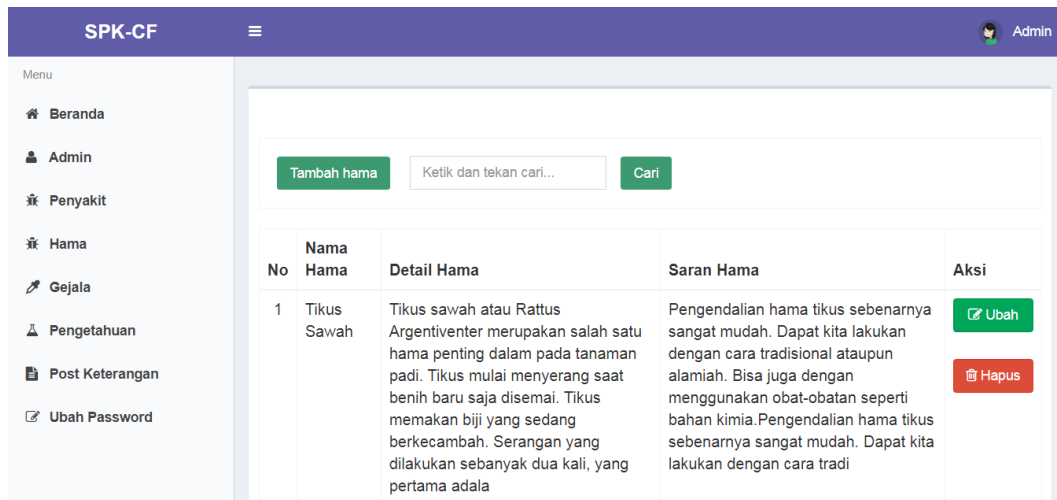 SPK-CF
Admin
Menu
Beranda
Admin
Penyakit
Hama
Gejala
Pengetahuan
Post Keterangan
Ubah Password
Tambah hama
Ketik dan tekan cari...
Cari
No
Nama
Hama
Detail Hama
Saran Hama
Aksi
1
Tikus
Sawah
Tikus sawah atau Rattus
Argentiventer merupakan salah satu
hama penting dalam pada tanaman
padi. Tikus mulai menyerang saat
benih baru saja disemai. Tikus
memakan biji yang sedang
berkecambah. Serangan yang
dilakukan sebanyak dua kali, yang
pertama adala
Pengendalian hama tikus sebenarnya
sangat mudah. Dapat kita lakukan
dengan cara tradisional ataupun
alamiah. Bisa juga dengan
menggunakan obat-obatan seperti
bahan kimia.Pengendalian hama tikus
sebenarnya sangat mudah. Dapat kita
lakukan dengan cara tradi
Ubah
Hapus